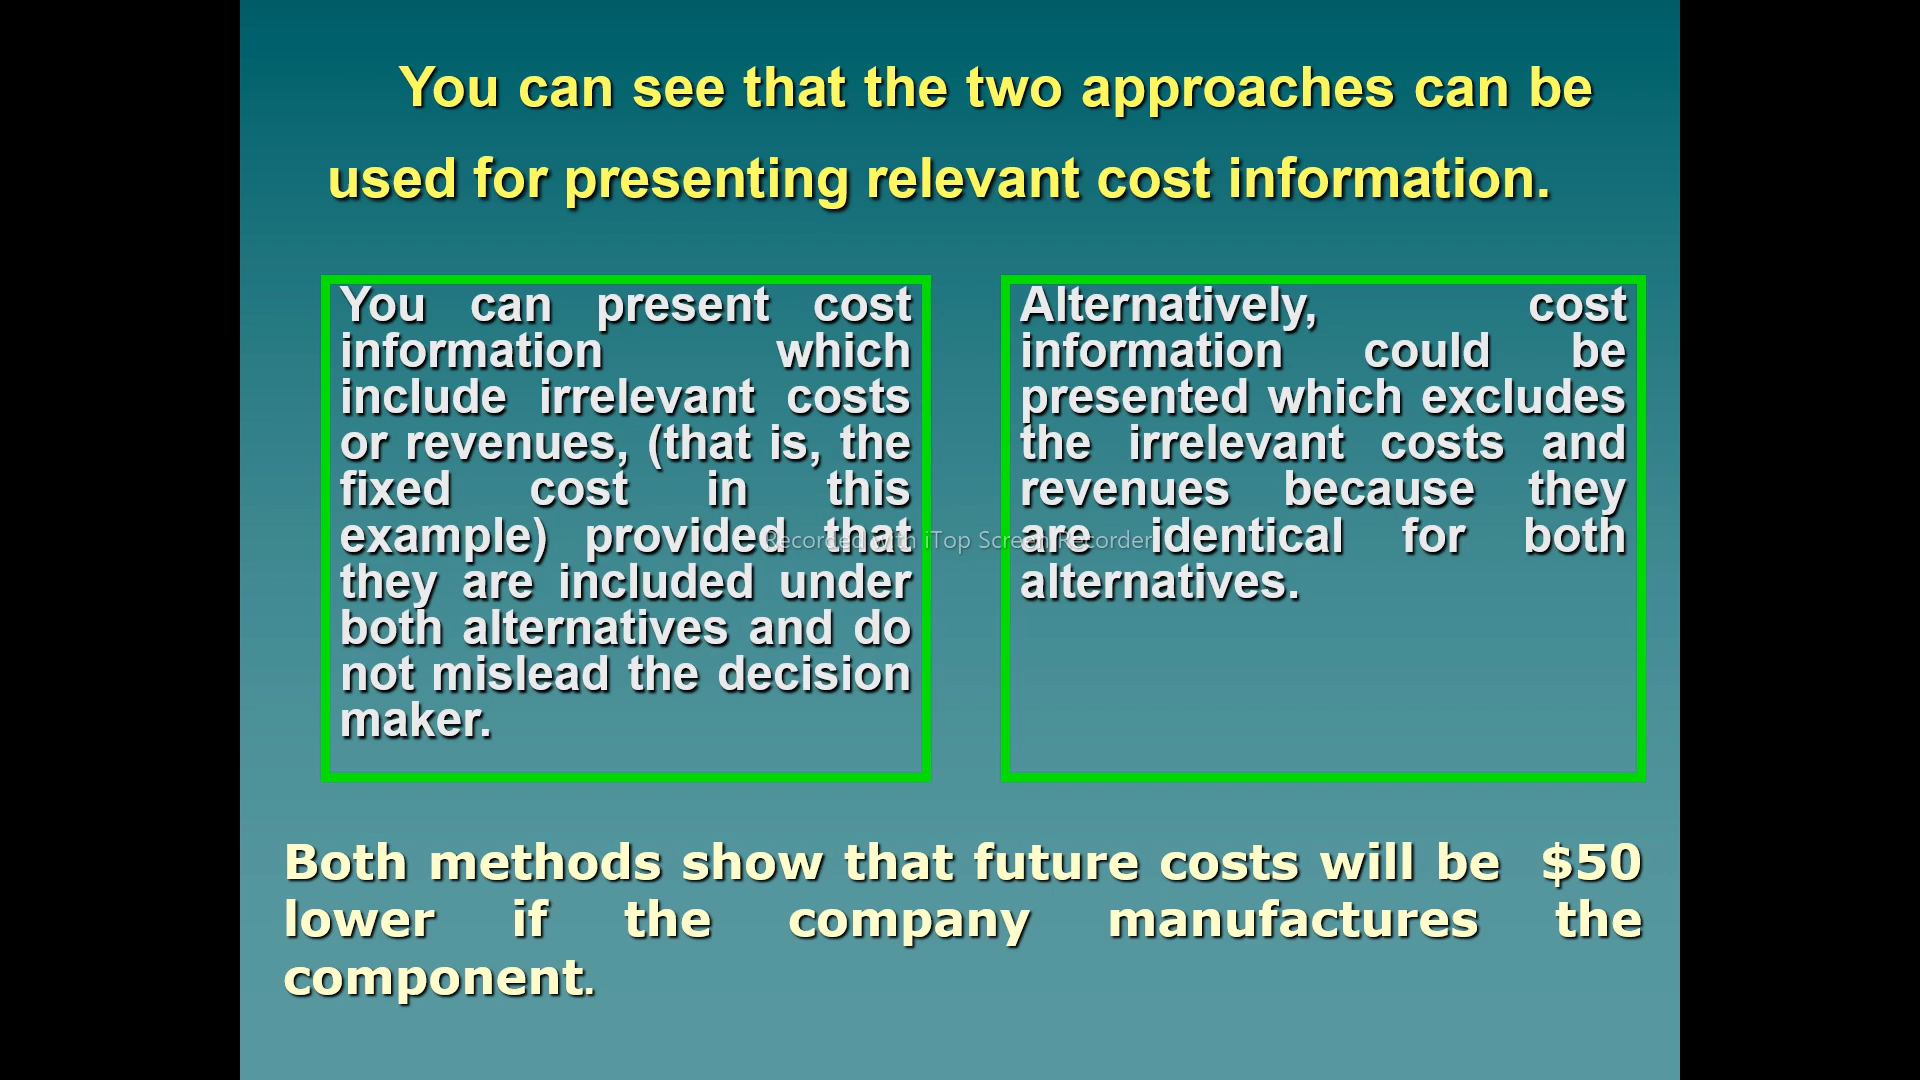 You can see that the two approaches can be
used for presenting relevant cost information.
You can present cost
information which
include irrelevant costs
or revenues, (that is, the
fixed cost in this
example) provided that
they are included under
both alternatives and do
not mislead the decision
maker.
Alternatively, cost
information could be
presented which excludes
the irrelevant costs and
revenues because they
are identical for both
alternatives.
Recorded with iTop Screen Recorder
Both methods show that future costs will be $50
lower if the company manufactures the
component.